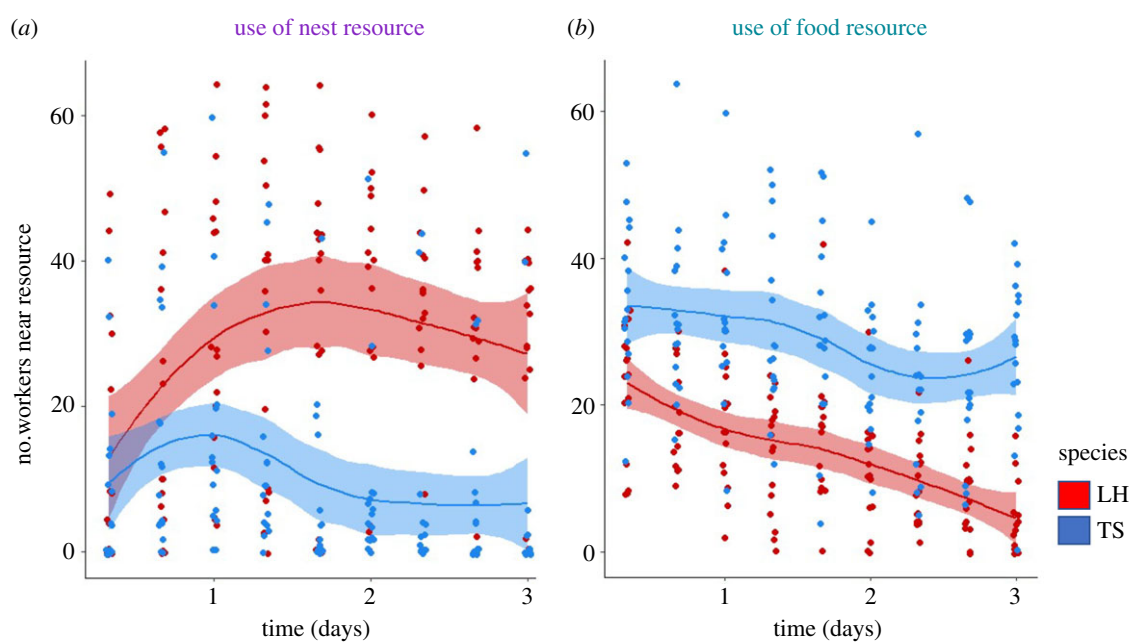 (a)
use of nest resource
no.workers near resource
60
40
20
0
1
2
3
time (days)
(b)
use of food resource
60
40
20
0
1
2
3
time (days)
species
LH
TS